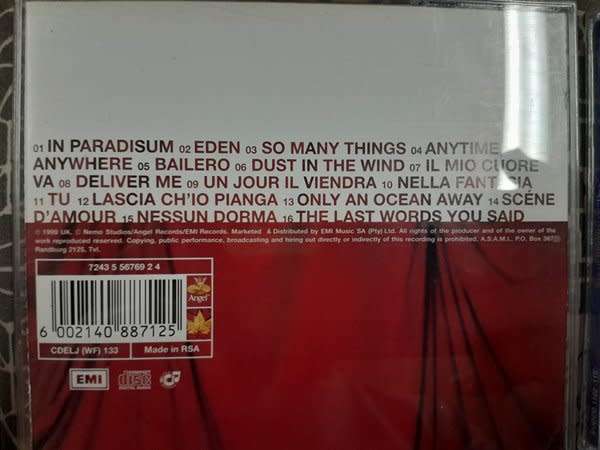 01 IN PARADISUM 02 EDEN 03 SO MANY THINGS 04 ANYTIME,
ANYWHERE 05 BAILERO 06 DUST IN THE WIND 07 IL MIO CUORE
VA 08 DELIVER ME 09 UN JOUR IL VIENDRA 10 NELLA FANTASIA
11 TU 12 LASCIA CH'IO PIANGA 13 ONLY AN OCEAN AWAY 14 SCÉNE
D'AMOUR 15 NESSUN DORMA 16 THE LAST WORDS YOU SAID
℗ 1999 UK. © Nemo Studios/Angel Records/EMI Records. Marketed & Distributed by EMI Music SA (Pty) Ltd. All rights of the producer and of the owner of the
work reproduced reserved. Copying, public performance, broadcasting and hiring out directly or indirectly of this recording is prohibited. A.S.A.M.I., P.O. Box 367
Randburg 2125, Tvl.
7243 5 56769 2 4
Angel
6 002140 887125
CDELJ (WF) 133 Made in RSA
EMI COMPACT disc DIGITAL AUDIO